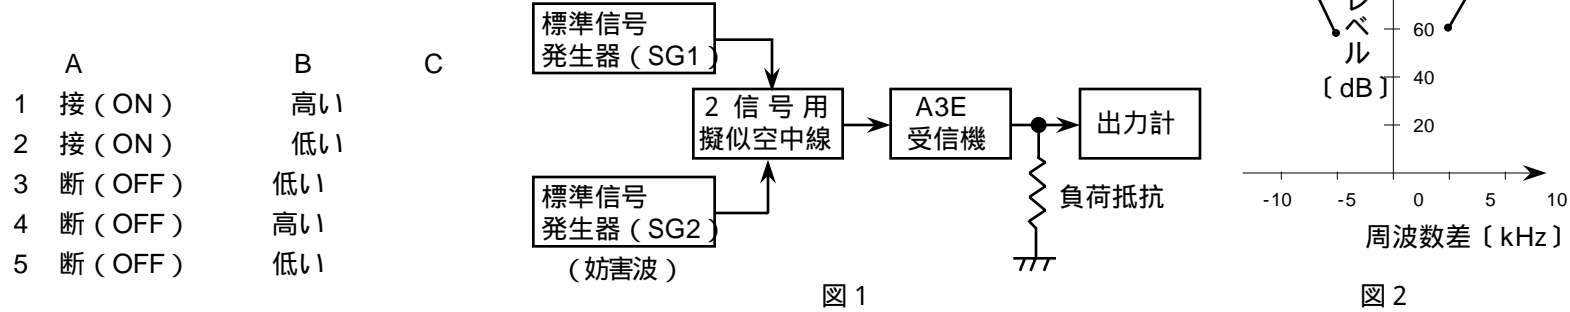 A B C
1 接（ON） 高い
2 接（ON） 低い
3 断（OFF） 低い
4 断（OFF） 高い
5 断（OFF） 低い
標準信号
発生器（SG1）
2 信 号 用
擬似空中線
A3E
受信機
出力計
標準信号
発生器（SG2）
（妨害波）
負荷抵抗
図1
レベル
〔dB〕
60
40
20
-10 -5 0 5 10
周波数差〔kHz〕
図2